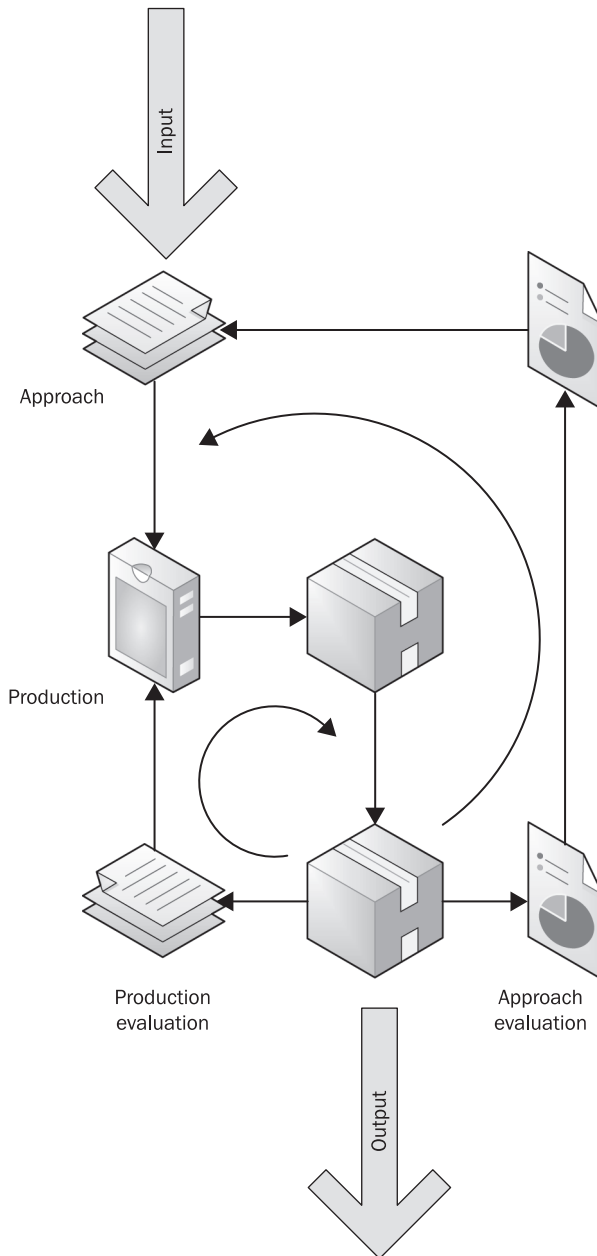 Input
Approach
Production
Production
evaluation
Approach
evaluation
Output